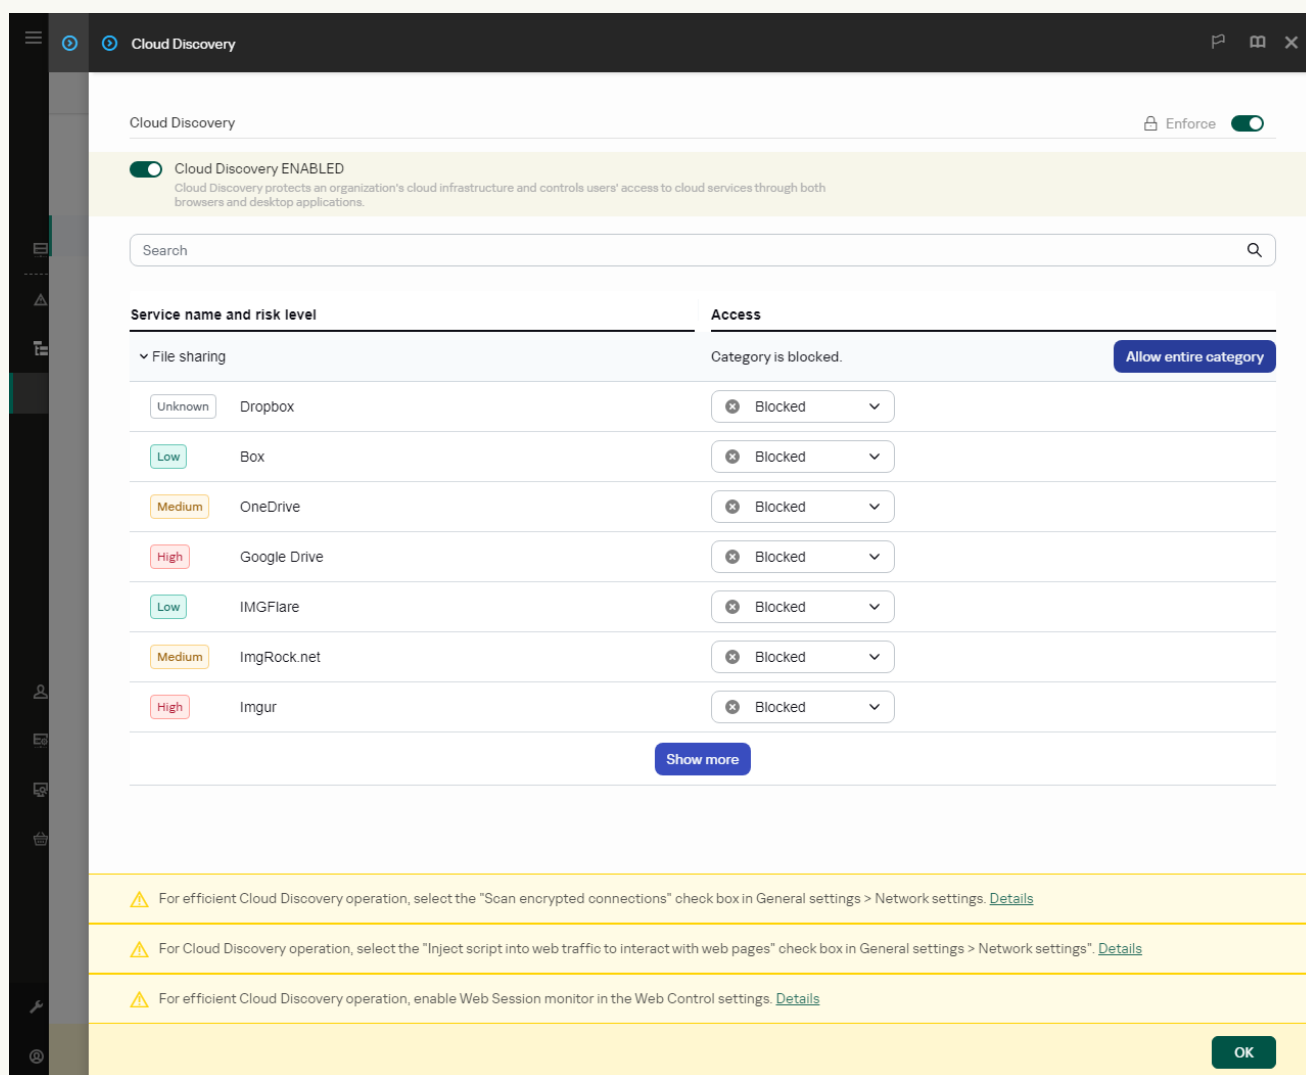 Cloud Discovery
Cloud Discovery
Enforce
Cloud Discovery ENABLED
Cloud Discovery protects an organization's cloud infrastructure and controls users' access to cloud services through both
browsers and desktop applications.
Search
Service name and risk level Access
File sharing Category is blocked. Allow entire category
Unknown Dropbox Blocked
Low Box Blocked
Medium OneDrive Blocked
High Google Drive Blocked
Low IMGFlare Blocked
Medium ImgRock.net Blocked
High Imgur Blocked
Show more
For efficient Cloud Discovery operation, select the "Scan encrypted connections" check box in General settings > Network settings. Details
For Cloud Discovery operation, select the "Inject script into web traffic to interact with web pages" check box in General settings > Network settings". Details
For efficient Cloud Discovery operation, enable Web Session monitor in the Web Control settings. Details
OK